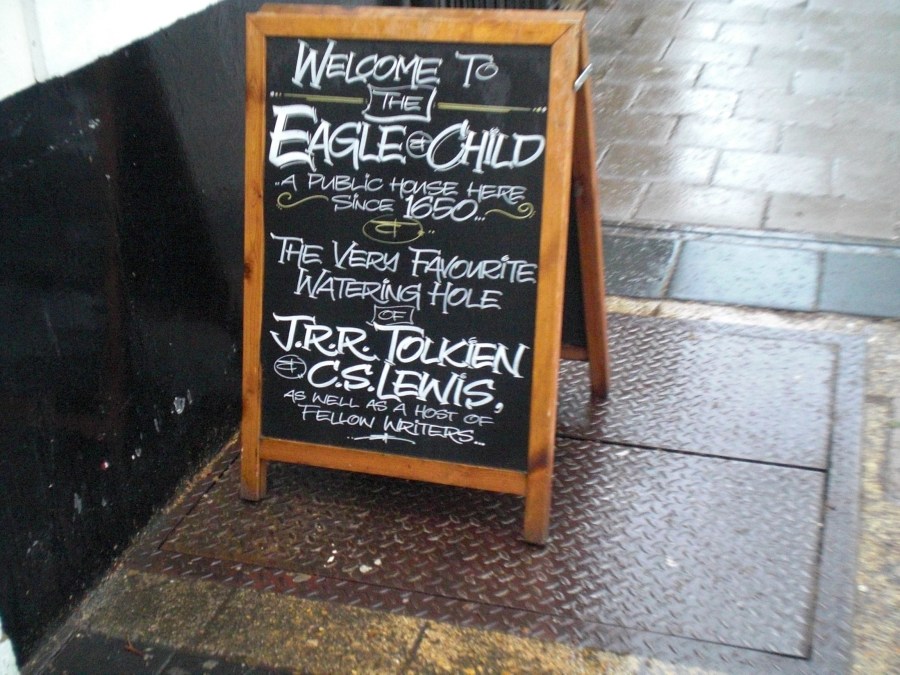 WELCOME TO
THE
EAGLE & CHILD
..A PUBLIC HOUSE HERE
SINCE 1650...
&
THE VERY FAVOURITE
WATERING HOLE
OF
J.R.R. TOLKIEN
& C.S. LEWIS,
AS WELL AS A HOST OF
FELLOW WRITERS...